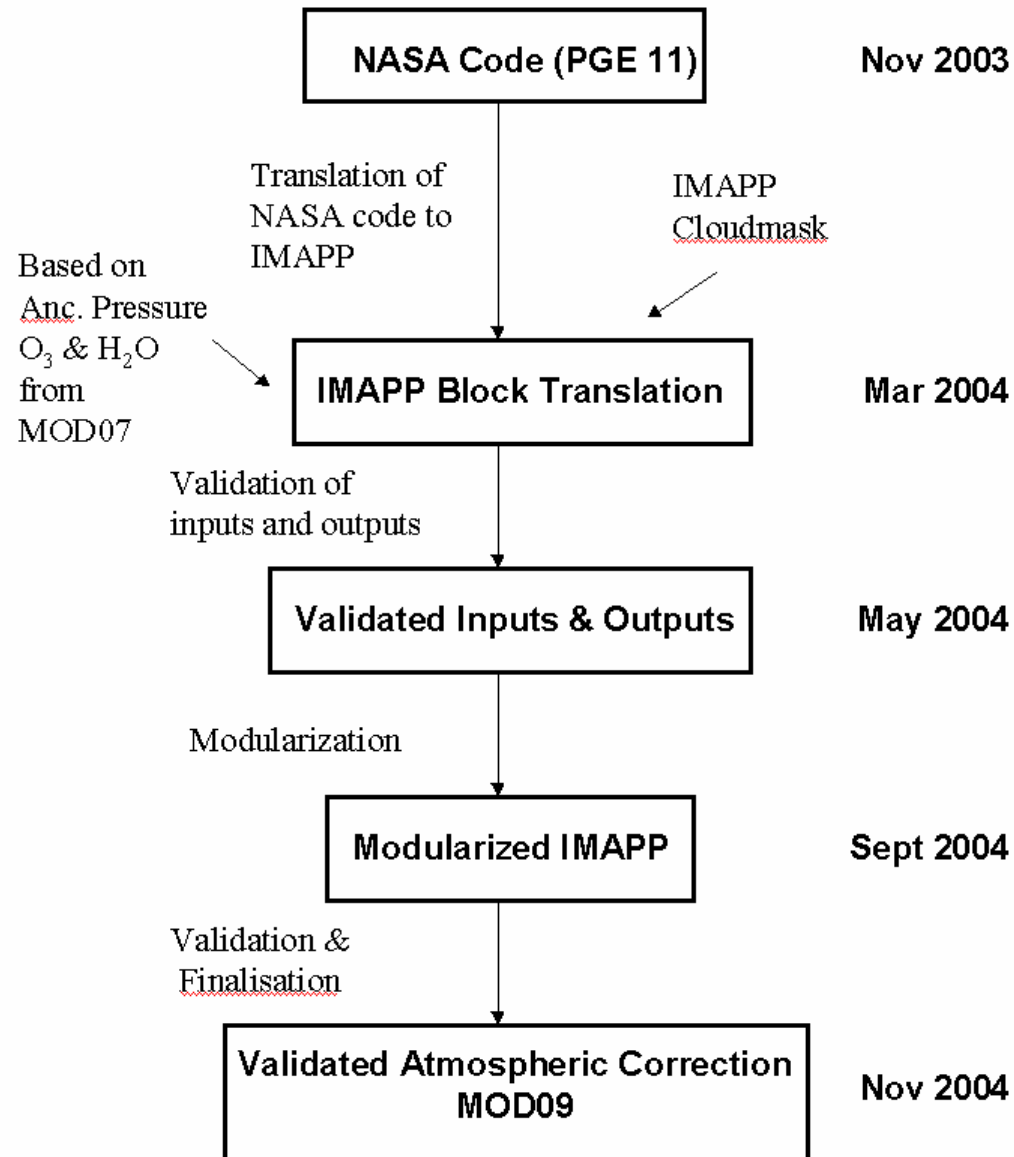 NASA Code (PGE 11)
Nov 2003
Translation of
NASA code to
IMAPP
IMAPP
Cloudmask
Based on
Anc. Pressure
O₃ & H₂O
from
MOD07
IMAPP Block Translation
Mar 2004
Validation of
inputs and outputs
Validated Inputs & Outputs
May 2004
Modularization
Modularized IMAPP
Sept 2004
Validation &
Finalisation
Validated Atmospheric Correction
MOD09
Nov 2004